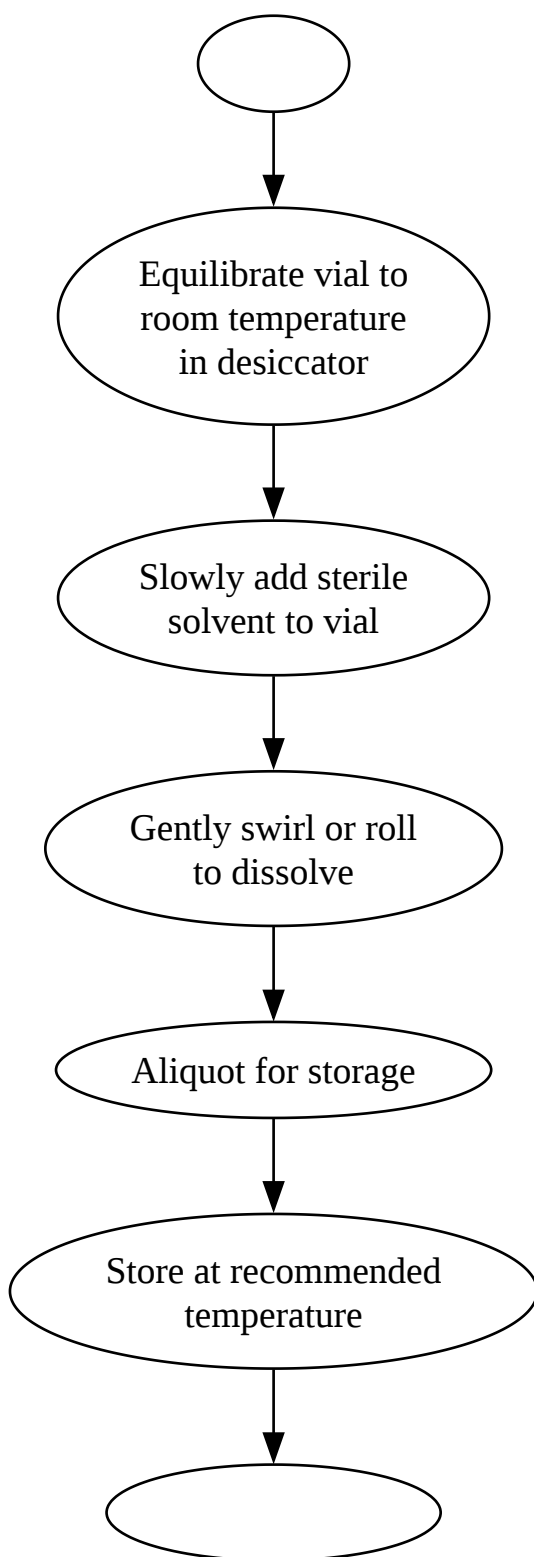 Equilibrate vial to
room temperature
in desiccator
Slowly add sterile
solvent to vial
Gently swirl or roll
to dissolve
Aliquot for storage
Store at recommended
temperature